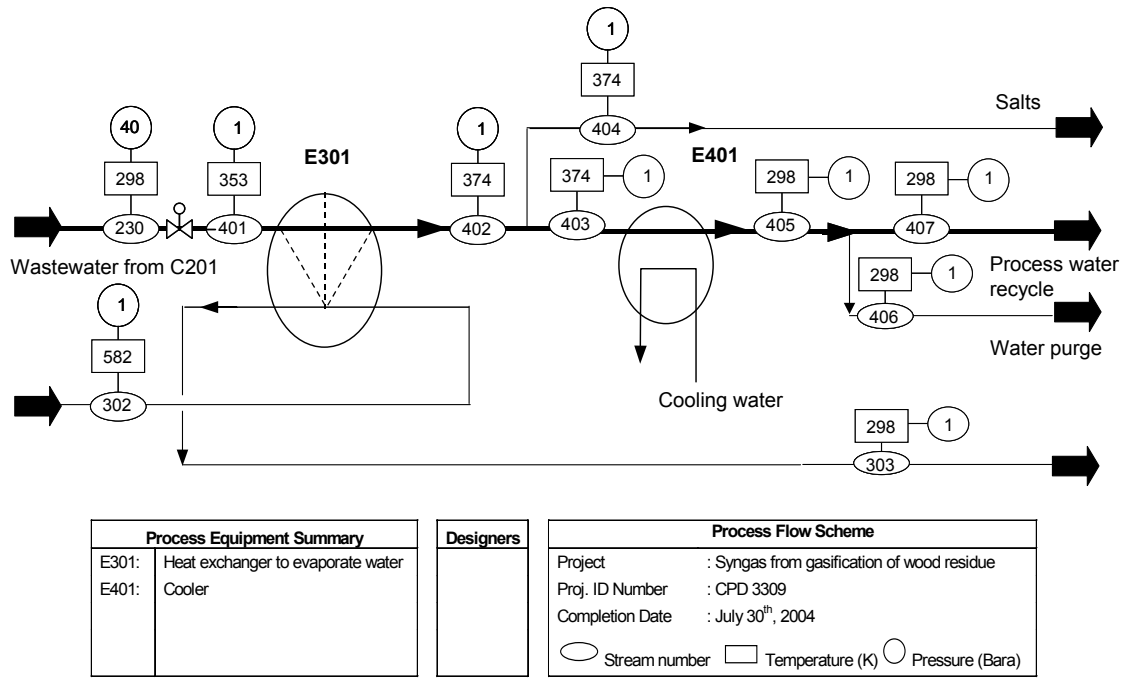 1
374
404
Salts
40
298
230
1
353
401
E301
1
374
402
374
1
403
E401
298
1
405
298
1
407
Wastewater from C201
Process water
recycle
298
1
406
Water purge
1
582
302
Cooling water
298
1
303
Process Equipment Summary
E301: Heat exchanger to evaporate water
E401: Cooler
Designers
Process Flow Scheme
Project : Syngas from gasification of wood residue
Proj. ID Number : CPD 3309
Completion Date : July 30th, 2004
Stream number Temperature (K) Pressure (Bara)